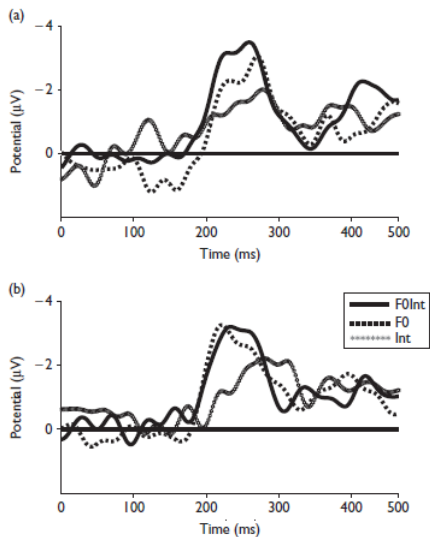 (a)
−4
−2
0
Potential (μV)
0 100 200 300 400 500
Time (ms)
(b)
−4
−2
0
Potential (μV)
F0Int
F0
Int
0 100 200 300 400 500
Time (ms)